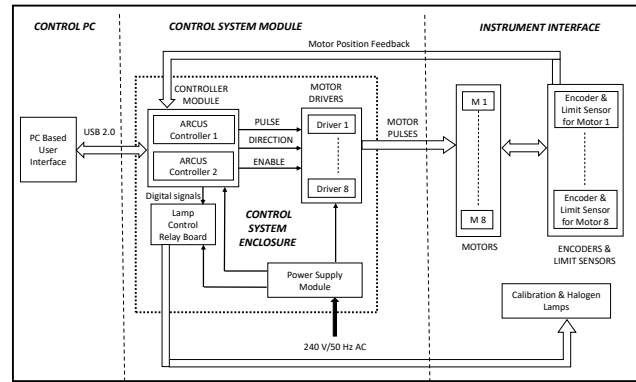 CONTROL PC
CONTROL SYSTEM MODULE
INSTRUMENT INTERFACE
Motor Position Feedback
CONTROLLER
MODULE
MOTOR
DRIVERS
ARCUS
Controller 1
ARCUS
Controller 2
PULSE
DIRECTION
ENABLE
Driver 1
Driver 8
MOTOR
PULSES
M 1
M 8
MOTORS
Encoder &
Limit Sensor
for Motor 1
Encoder &
Limit Sensor
for Motor 8
ENCODERS &
LIMIT SENSORS
PC Based
User
Interface
USB 2.0
Digital signals
Lamp
Control
Relay Board
CONTROL
SYSTEM
ENCLOSURE
Power Supply
Module
240 V/50 Hz AC
Calibration & Halogen
Lamps